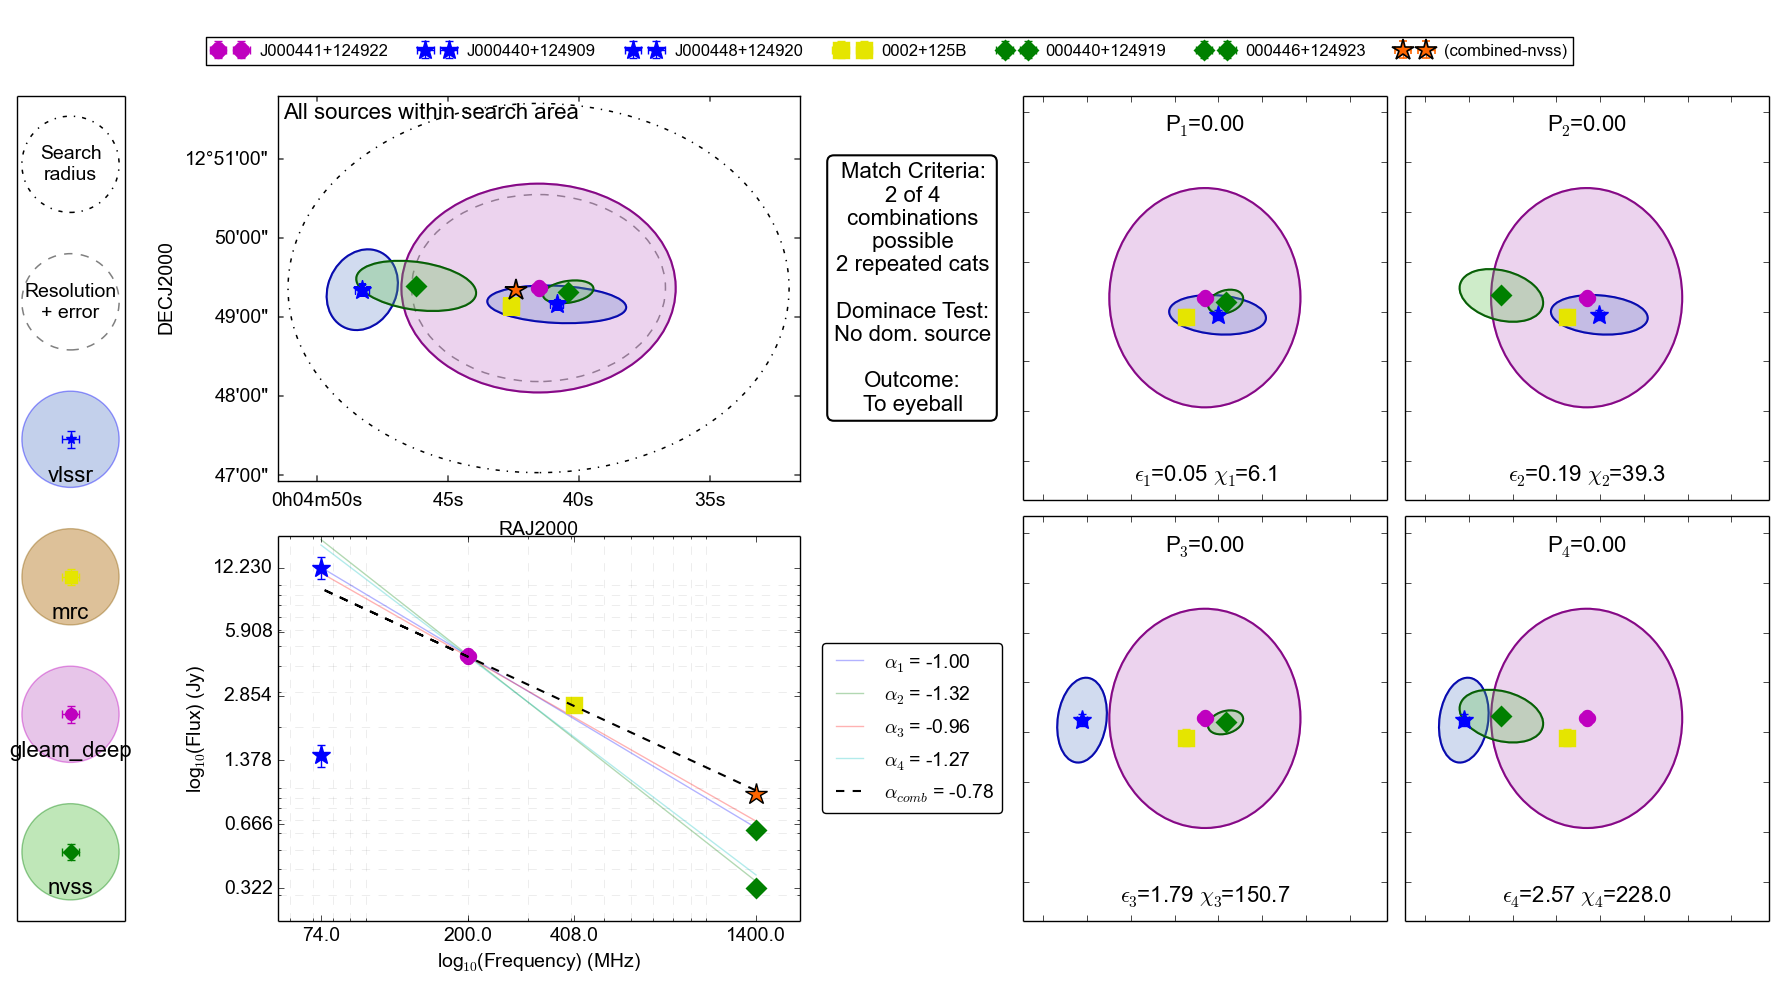 J000441+124922 J000440+124909 J000448+124920 0002+125B 000440+124919 000446+124923 (combined-nvss)
Search
radius
Resolution
+ error
vlssr
mrc
gleam_deep
nvss
All sources within search area
DECJ2000
12°51'00"
50'00"
49'00"
48'00"
47'00"
0h04m50s 45s 40s 35s
RAJ2000
Match Criteria:
2 of 4
combinations
possible
2 repeated cats
Dominace Test:
No dom. source
Outcome:
To eyeball
P1=0.00
ϵ1=0.05 χ1=6.1
P2=0.00
ϵ2=0.19 χ2=39.3
log10(Flux) (Jy)
12.230
5.908
2.854
1.378
0.666
0.322
74.0 200.0 408.0 1400.0
log10(Frequency) (MHz)
α1 = -1.00
α2 = -1.32
α3 = -0.96
α4 = -1.27
αcomb = -0.78
P3=0.00
ϵ3=1.79 χ3=150.7
P4=0.00
ϵ4=2.57 χ4=228.0